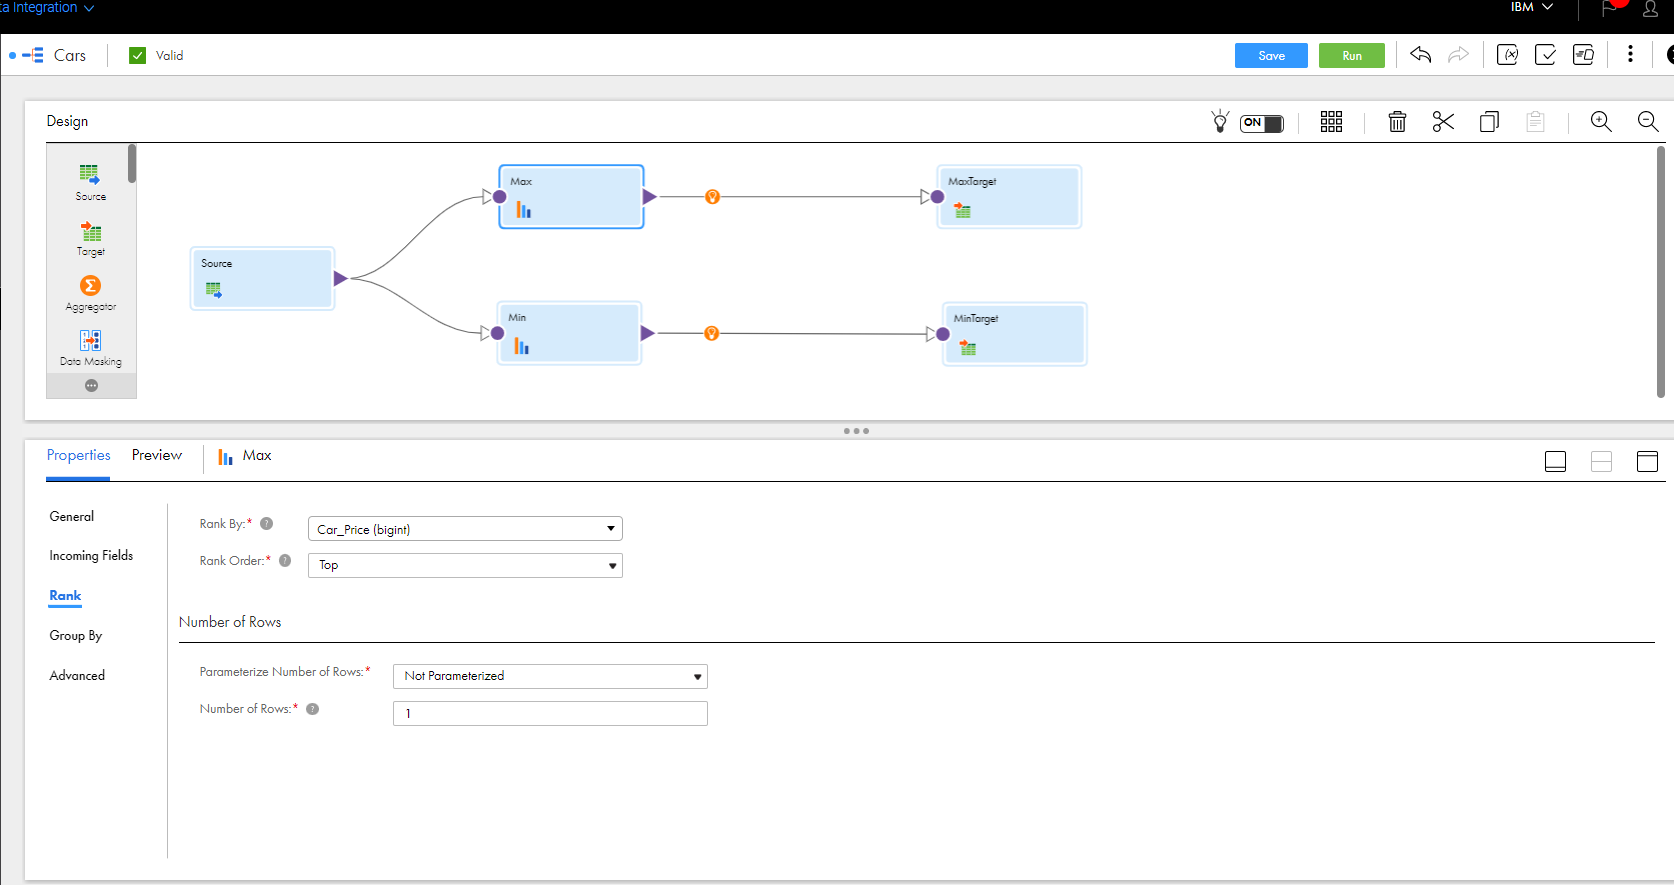 ta Integration
IBM
Cars
Valid
Save
Run
Design
ON
Source
Target
Aggregator
Data Masking
Source
Max
MaxTarget
Min
MinTarget
Properties
Preview
Max
General
Incoming Fields
Rank
Group By
Advanced
Rank By:* ?
Car_Price (bigint)
Rank Order:* ?
Top
Number of Rows
Parameterize Number of Rows:*
Not Parameterized
Number of Rows:* ?
1